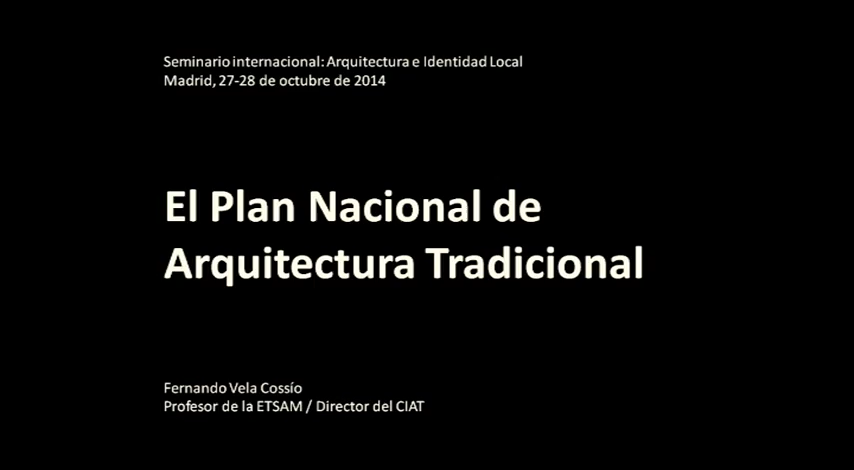 Seminario internacional: Arquitectura e Identidad Local
Madrid, 27-28 de octubre de 2014
El Plan Nacional de
Arquitectura Tradicional
Fernando Vela Cossío
Profesor de la ETSAM / Director del CIAT